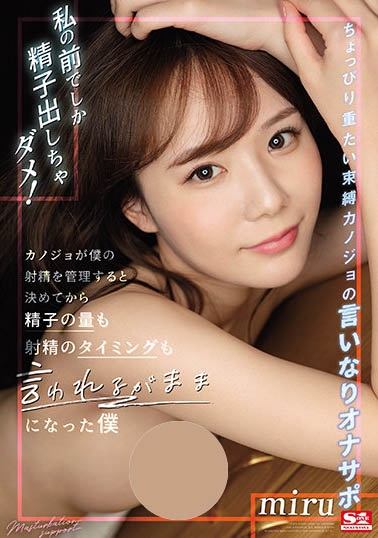 ちょっぴり重たい束縛カノジョの言いなりオナサポ
私の前でしか
精子出しちゃ
ダメ!
カノジョが僕の
射精を管理すると
決めてから
精子の量も
射精のタイミングも
言われるがまま
になった僕
miru
Masturbation
support
S1